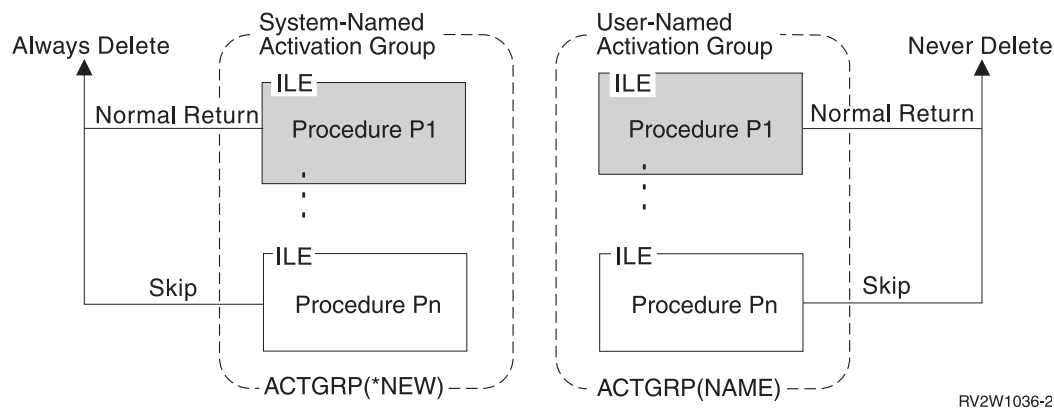 System-Named
Activation Group
User-Named
Activation Group
Always Delete
Never Delete
ILE
ILE
Normal Return
Procedure P1
Procedure P1
Normal Return
ILE
ILE
Skip
Procedure Pn
Procedure Pn
Skip
ACTGRP(*NEW)
ACTGRP(NAME)
RV2W1036-2